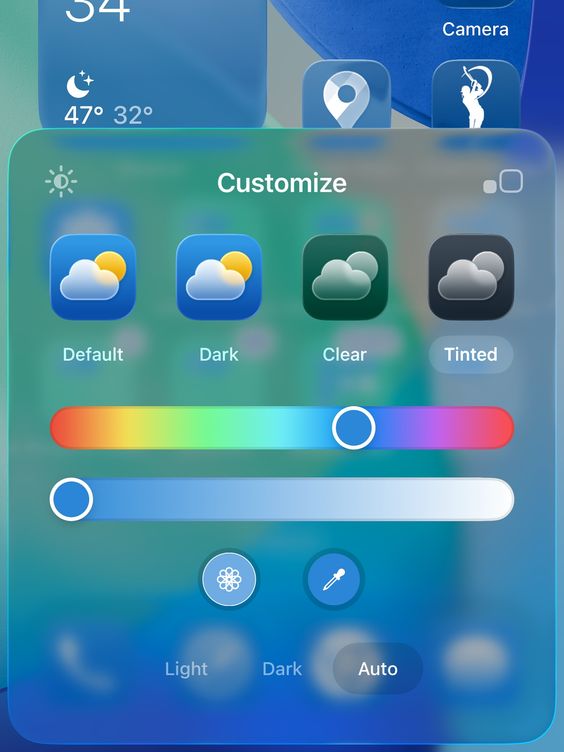 34
Camera
47° 32°
Customize
Default Dark Clear Tinted
Light Dark Auto